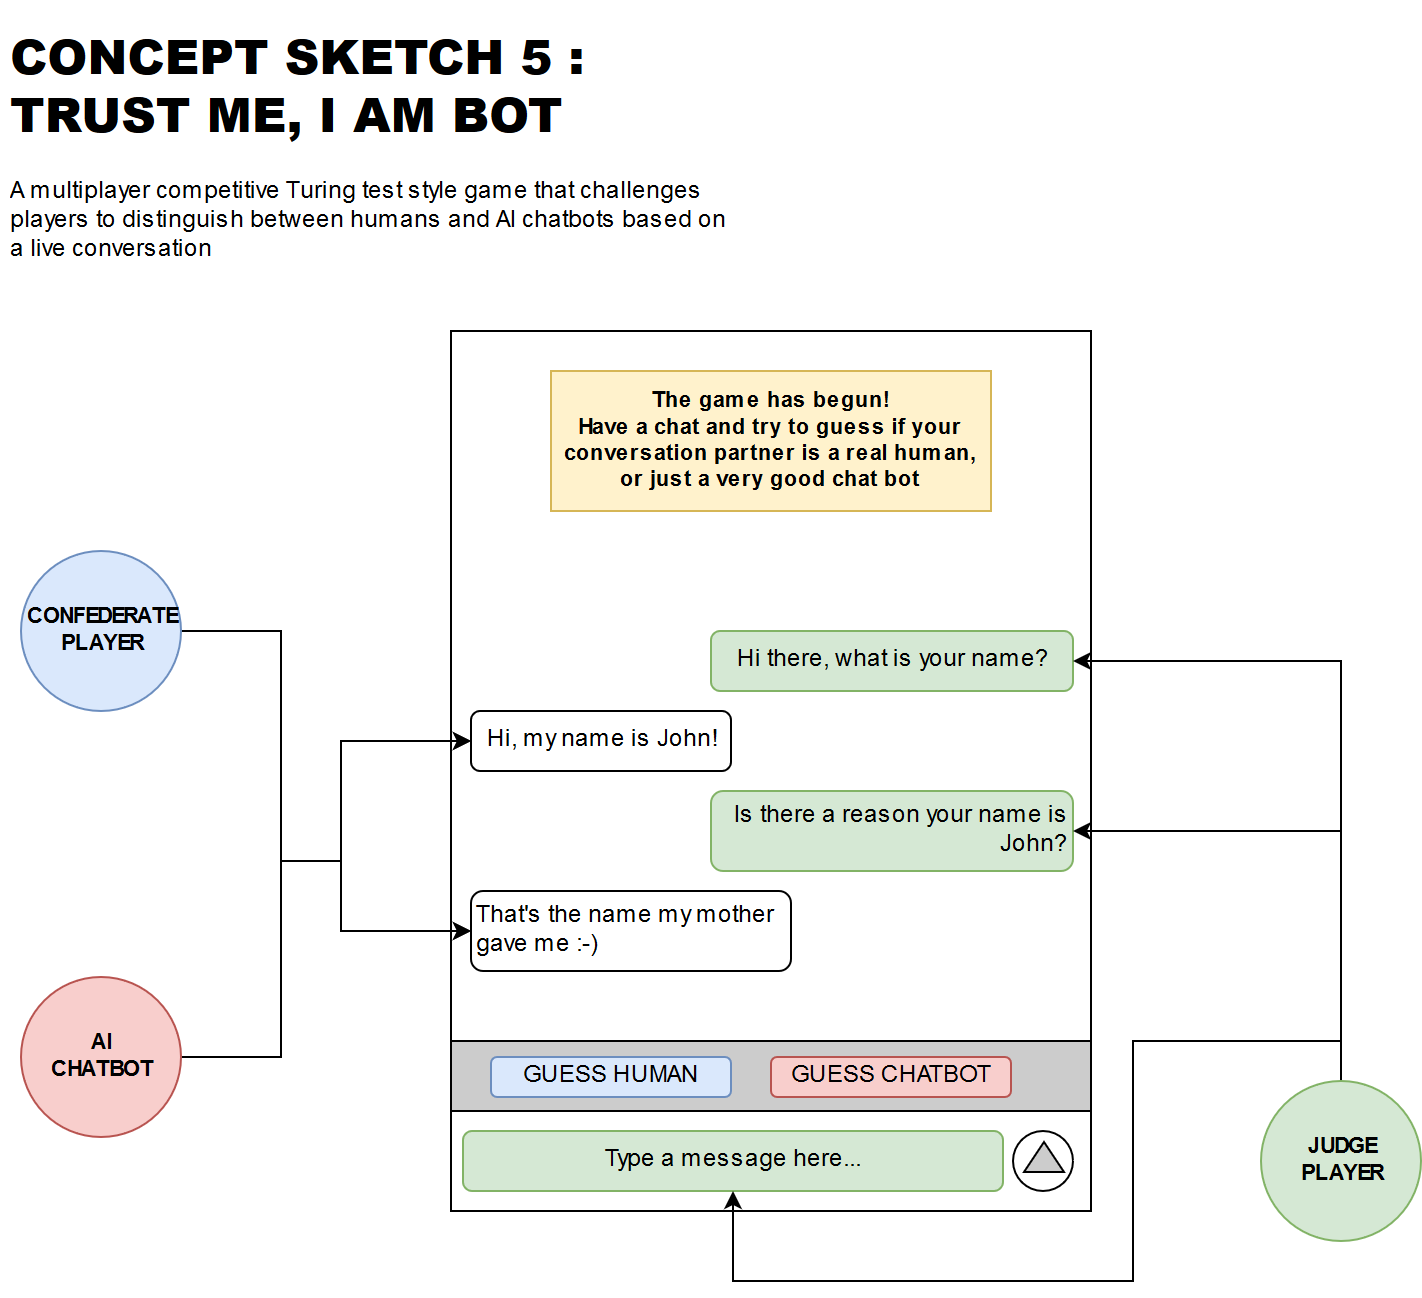 CONCEPT SKETCH 5 :
TRUST ME, I AM BOT
A multiplayer competitive Turing test style game that challenges
players to distinguish between humans and AI chatbots based on
a live conversation
The game has begun!
Have a chat and try to guess if your
conversation partner is a real human,
or just a very good chat bot
CONFEDERATE
PLAYER
Hi there, what is your name?
Hi, my name is John!
Is there a reason your name is
John?
That's the name my mother
gave me :-)
AI
CHATBOT
GUESS HUMAN
GUESS CHATBOT
Type a message here...
JUDGE
PLAYER